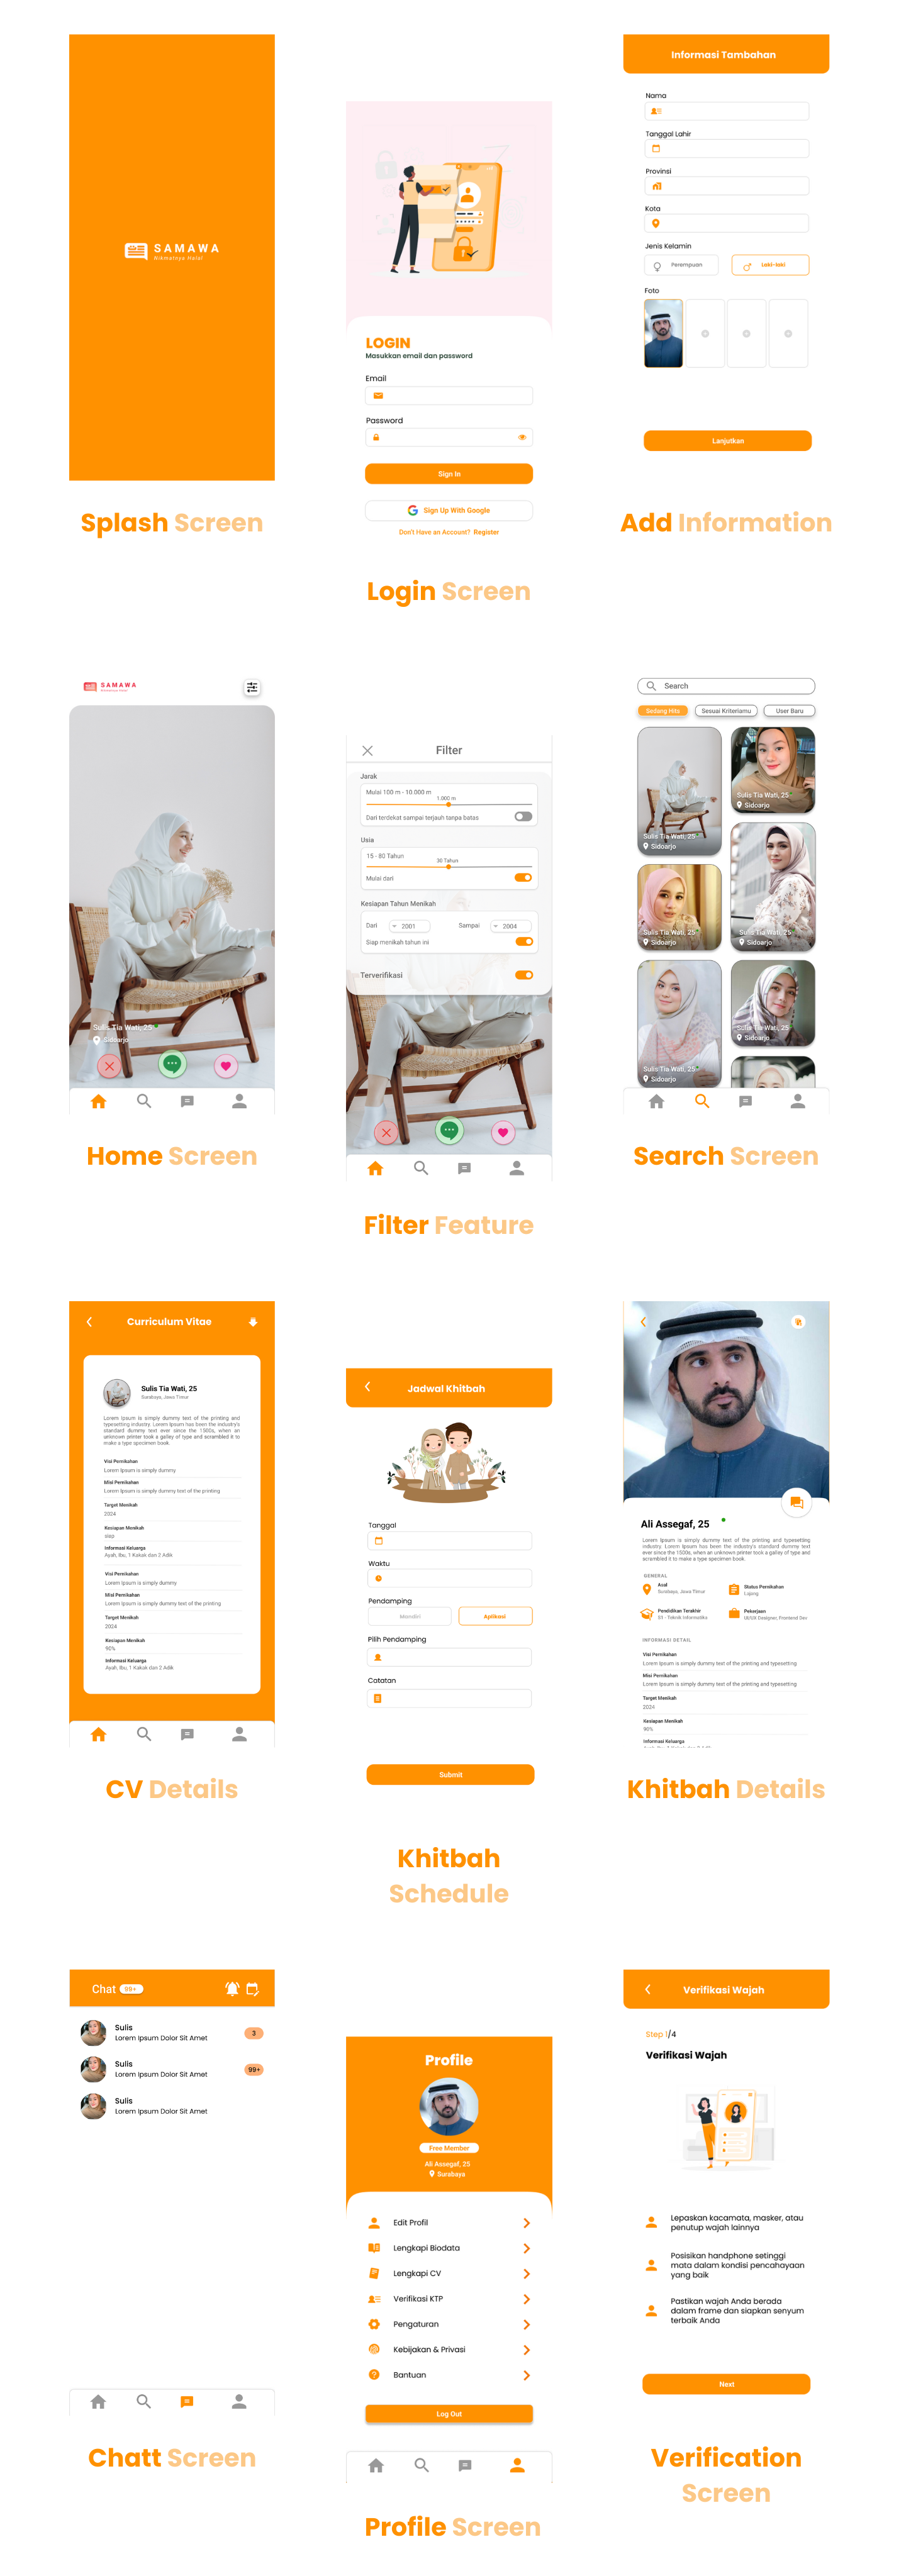 SAMAWA
Nikmatnya Halal
Splash Screen
LOGIN
Masukkan email dan password
Email
Password
Sign In
Sign Up With Google
Don't Have an Account? Register
Login Screen
Informasi Tambahan
Nama
Tanggal Lahir
Provinsi
Kota
Jenis Kelamin
Perempuan
Laki-laki
Foto
Lanjutkan
Add Information
SAMAWA
Nikmatnya Halal
Sulis Tia Wati, 25
Sidoarjo
Home Screen
Filter
Jarak
Mulai 100 m - 10.000 m
1.000 m
Dari terdekat sampai terjauh tanpa batas
Usia
15 - 80 Tahun
30 Tahun
Mulai dari
Kesiapan Tahun Menikah
Dari
2001
Sampai
2004
Siap menikah tahun ini
Terverifikasi
Filter Feature
Search
Sedang Hits
Sesuai Kriteriamu
User Baru
Sulis Tia Wati, 25
Sidoarjo
Sulis Tia Wati, 25
Sidoarjo
Sulis Tia Wati, 25
Sidoarjo
Sulis Tia Wati, 25
Sidoarjo
Sulis Tia Wati, 25
Sidoarjo
Sulis Tia Wati, 25
Sidoarjo
Search Screen
Curriculum Vitae
Sulis Tia Wati, 25
Surabaya, Jawa Timur
Lorem Ipsum is simply dummy text of the printing and
typesetting industry. Lorem Ipsum has been the industry's
standard dummy text ever since the 1500s, when an
unknown printer took a galley of type and scrambled it to
make a type specimen book.
Visi Pernikahan
Lorem Ipsum is simply dummy
Misi Pernikahan
Lorem Ipsum is simply dummy text of the printing
Target Menikah
2024
Kesiapan Menikah
siap
Informasi Keluarga
Ayah, Ibu, 1 Kakak dan 2 Adik
Visi Pernikahan
Lorem Ipsum is simply dummy
Misi Pernikahan
Lorem Ipsum is simply dummy text of the printing
Target Menikah
2024
Kesiapan Menikah
90%
Informasi Keluarga
Ayah, Ibu, 1 Kakak dan 2 Adik
CV Details
Jadwal Khitbah
Tanggal
Waktu
Pendamping
Mandiri
Aplikasi
Pilih Pendamping
Catatan
Submit
Khitbah
Schedule
Ali Assegaf, 25
Lorem Ipsum is simply dummy text of the printing and typesetting
industry. Lorem Ipsum has been the industry's standard dummy text
ever since the 1500s, when an unknown printer took a galley of type and
scrambled it to make a type specimen book.
GENERAL
Asal
Surabaya, Jawa Timur
Status Pernikahan
Lajang
Pendidikan Terakhir
S1 - Teknik Informatika
Pekerjaan
UI/UX Designer, Frontend Dev
INFORMASI DETAIL
Visi Pernikahan
Lorem Ipsum is simply dummy text of the printing and typesetting
Misi Pernikahan
Lorem Ipsum is simply dummy text of the printing and typesetting
Target Menikah
2024
Kesiapan Menikah
90%
Informasi Keluarga
Khitbah Details
Chat 99+
Sulis
Lorem Ipsum Dolor Sit Amet
3
Sulis
Lorem Ipsum Dolor Sit Amet
99+
Sulis
Lorem Ipsum Dolor Sit Amet
Chatt Screen
Profile
Free Member
Ali Assegaf, 25
Surabaya
Edit Profil
Lengkapi Biodata
Lengkapi CV
Verifikasi KTP
Pengaturan
Kebijakan & Privasi
Bantuan
Log Out
Profile Screen
Verifikasi Wajah
Step 1/4
Verifikasi Wajah
Lepaskan kacamata, masker, atau
penutup wajah lainnya
Posisikan handphone setinggi
mata dalam kondisi pencahayaan
yang baik
Pastikan wajah Anda berada
dalam frame dan siapkan senyum
terbaik Anda
Next
Verification
Screen